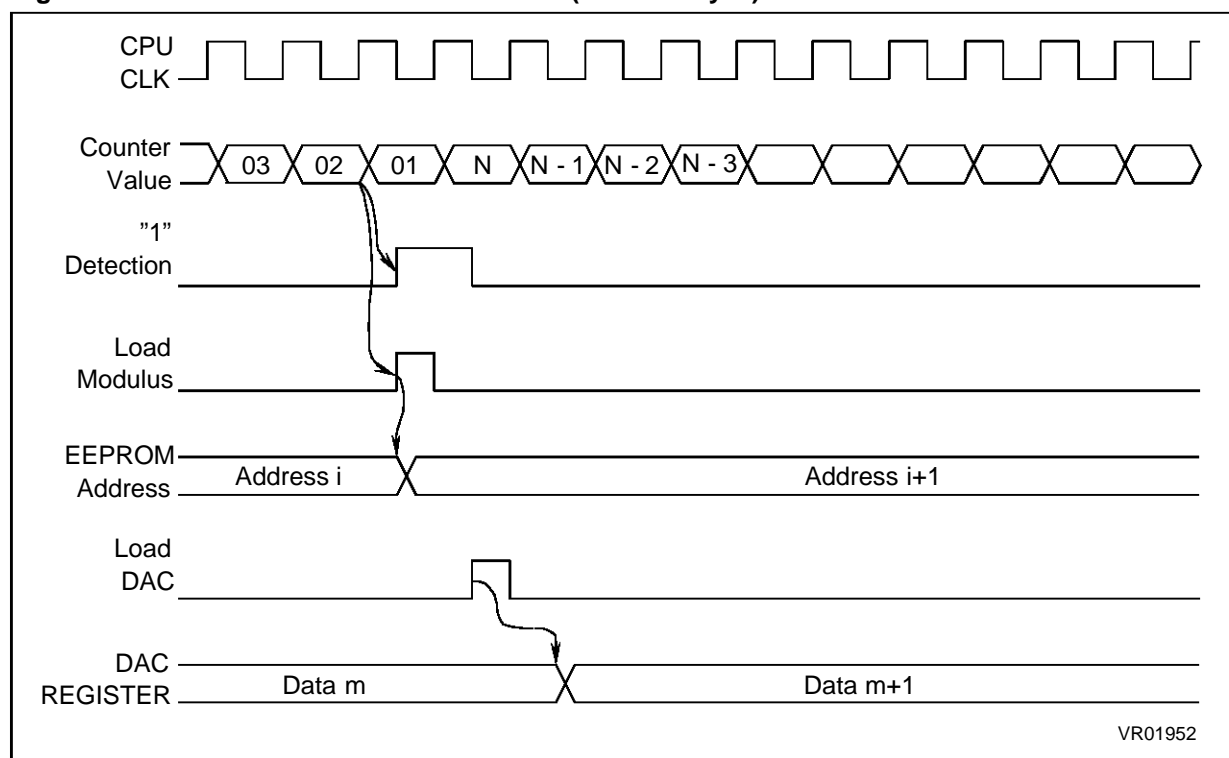 CPU
CLK
Counter
Value
03 02 01 N N - 1 N - 2 N - 3
”1”
Detection
Load
Modulus
EEPROM
Address
Address i Address i+1
Load
DAC
DAC
REGISTER
Data m Data m+1
VR01952